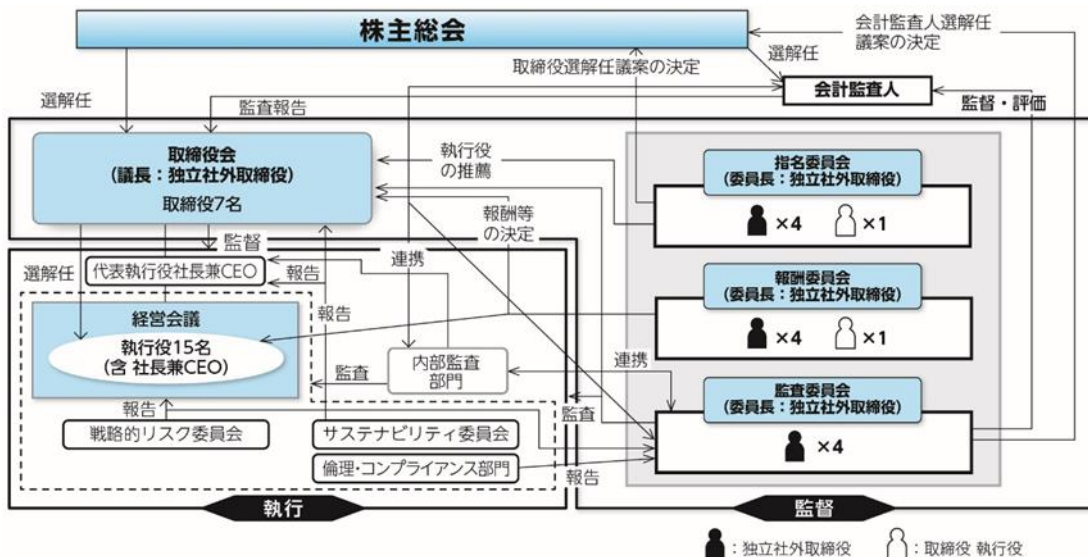 株主総会
会計監査人選解任
議案の決定
選解任
取締役選解任議案の決定
会計監査人
選解任
監査報告
監督・評価
取締役会
(議長:独立社外取締役)
取締役7名
執行役
の推薦
指名委員会
(委員長:独立社外取締役)
×4
×1
報酬等
の決定
監督
選解任
代表執行役社長兼CEO
報告
連携
報酬委員会
(委員長:独立社外取締役)
×4
×1
経営会議
執行役15名
(含 社長兼CEO)
報告
監査
内部監査
部門
連携
監査委員会
(委員長:独立社外取締役)
×4
報告
監査
戦略的リスク委員会
サステナビリティ委員会
倫理・コンプライアンス部門
報告
執行
監督
:独立社外取締役
:取締役 執行役